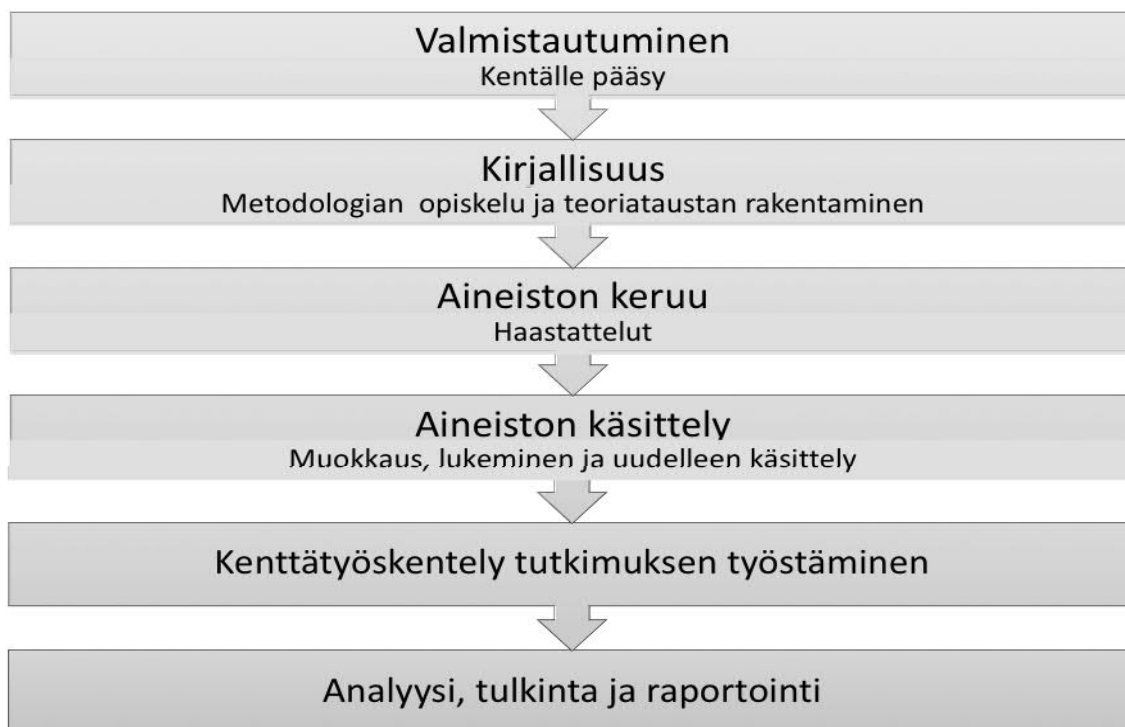 Valmistautuminen
Kentälle pääsy
Kirjallisuus
Metodologian opiskelu ja teoriataustan rakentaminen
Aineiston keruu
Haastattelut
Aineiston käsittely
Muokkaus, lukeminen ja uudelleen käsittely
Kenttätyöskentely tutkimuksen työstäminen
Analyysi, tulkinta ja raportointi